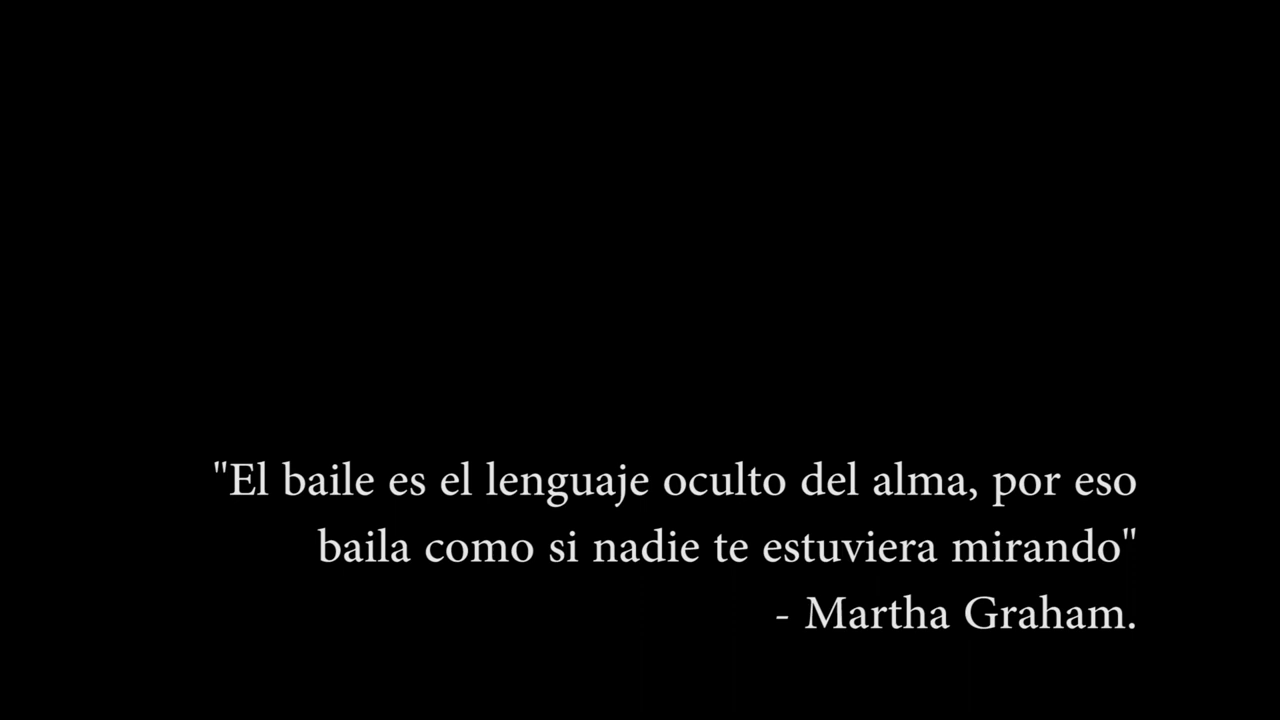 "El baile es el lenguaje oculto del alma, por eso
baila como si nadie te estuviera mirando"
- Martha Graham.